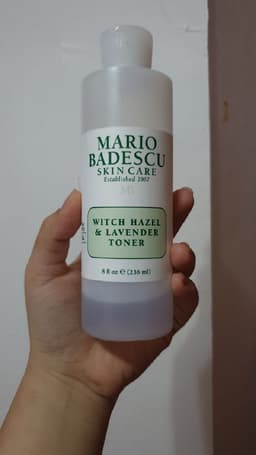 MARIO
BADESCU
SKIN CARE
Established 1967
WITCH HAZEL
& LAVENDER
TONER
8 fl oz ℮ (236 ml)